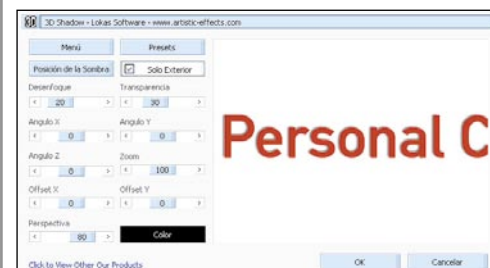 3D Shadow - Lokas Software - www.artistic-effects.com
Menú Presets
Posición de la Sombra Solo Exterior
Desenfoque Transparencia
20 30
Angulo X Angulo Y
0 0
Angulo Z Zoom
0 100
Offset X Offset Y
0 0
Perspectiva
80 Color
Personal C
Click to View Other Our Products
OK Cancelar